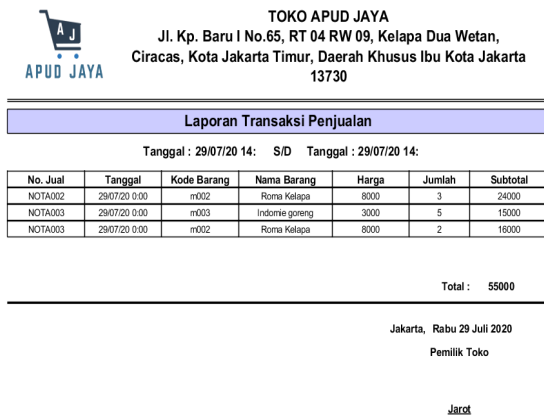 AJ
APUD JAYA
TOKO APUD JAYA
Jl. Kp. Baru I No.65, RT 04 RW 09, Kelapa Dua Wetan,
Ciracas, Kota Jakarta Timur, Daerah Khusus Ibu Kota Jakarta
13730
Laporan Transaksi Penjualan
Tanggal : 29/07/20 14: S/D Tanggal : 29/07/20 14:
No. Jual Tanggal Kode Barang Nama Barang Harga Jumlah Subtotal
NOTA002 29/07/20 0:00 m002 Roma Kelapa 8000 3 24000
NOTA003 29/07/20 0:00 m003 Indomie goreng 3000 5 15000
NOTA003 29/07/20 0:00 m002 Roma Kelapa 8000 2 16000
Total : 55000
Jakarta, Rabu 29 Juli 2020
Pemilik Toko
Jarot